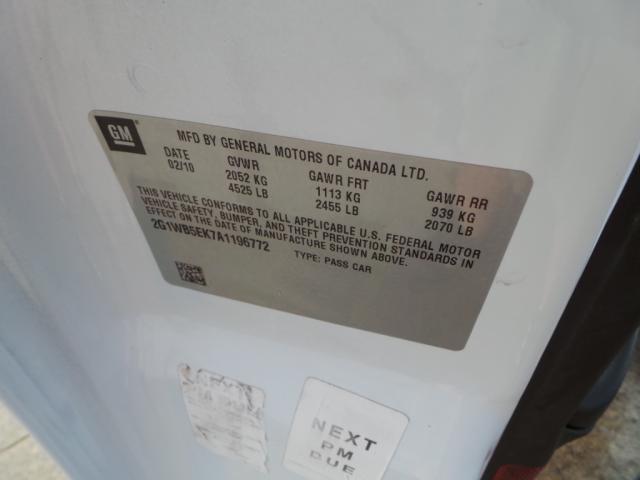 GM
MFD BY GENERAL MOTORS OF CANADA LTD.
DATE GVWR GAWR FRT GAWR RR
02/10 2052 KG 1113 KG 939 KG
4525 LB 2455 LB 2070 LB
THIS VEHICLE CONFORMS TO ALL APPLICABLE U.S. FEDERAL MOTOR
VEHICLE SAFETY, BUMPER, AND THEFT PREVENTION STANDARDS IN
EFFECT ON THE DATE OF MANUFACTURE SHOWN ABOVE.
2G1WB5EK7A1196772
TYPE: PASS CAR
NEXT
PM
DUE